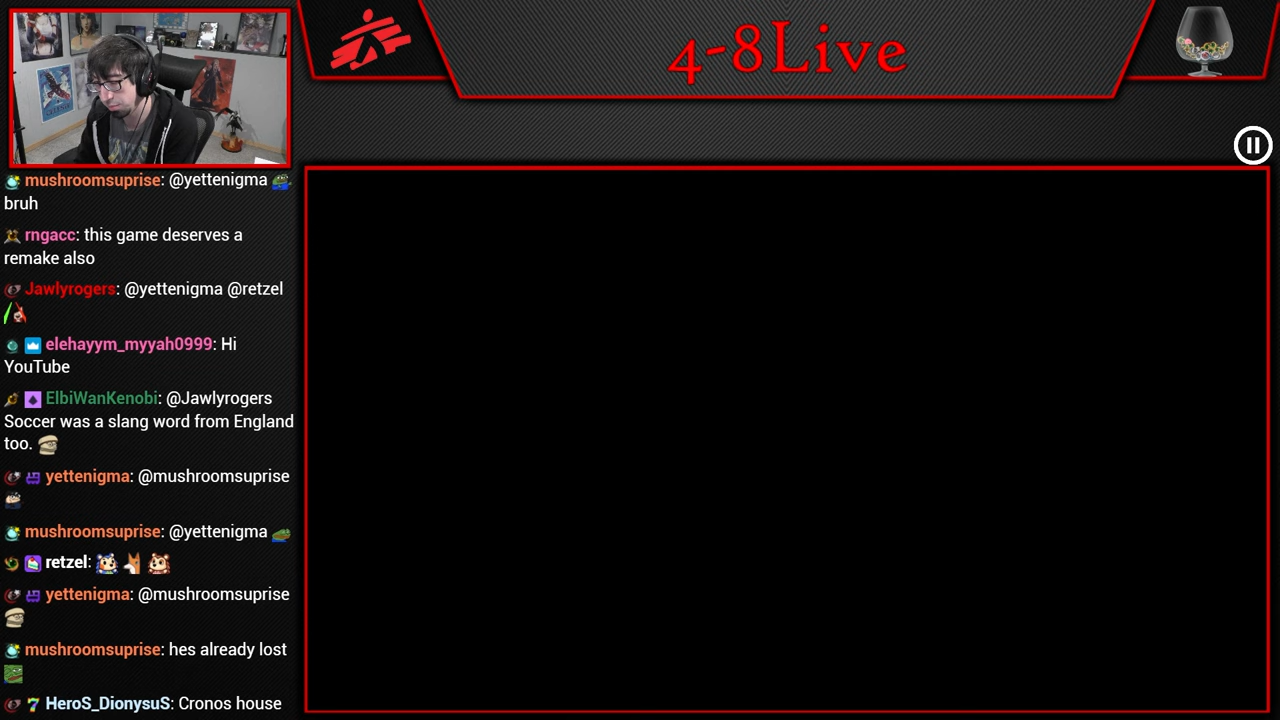 4-8Live
mushroomsuprise: @yettenigma
bruh
rngacc: this game deserves a
remake also
Jawlyrogers: @yettenigma @retzel
elehayym_myyah0999: Hi
YouTube
ElbiWanKenobi: @Jawlyrogers
Soccer was a slang word from England
too.
yettenigma: @mushroomsuprise
mushroomsuprise: @yettenigma
retzel:
yettenigma: @mushroomsuprise
mushroomsuprise: hes already lost
HeroS_DionysuS: Cronos house